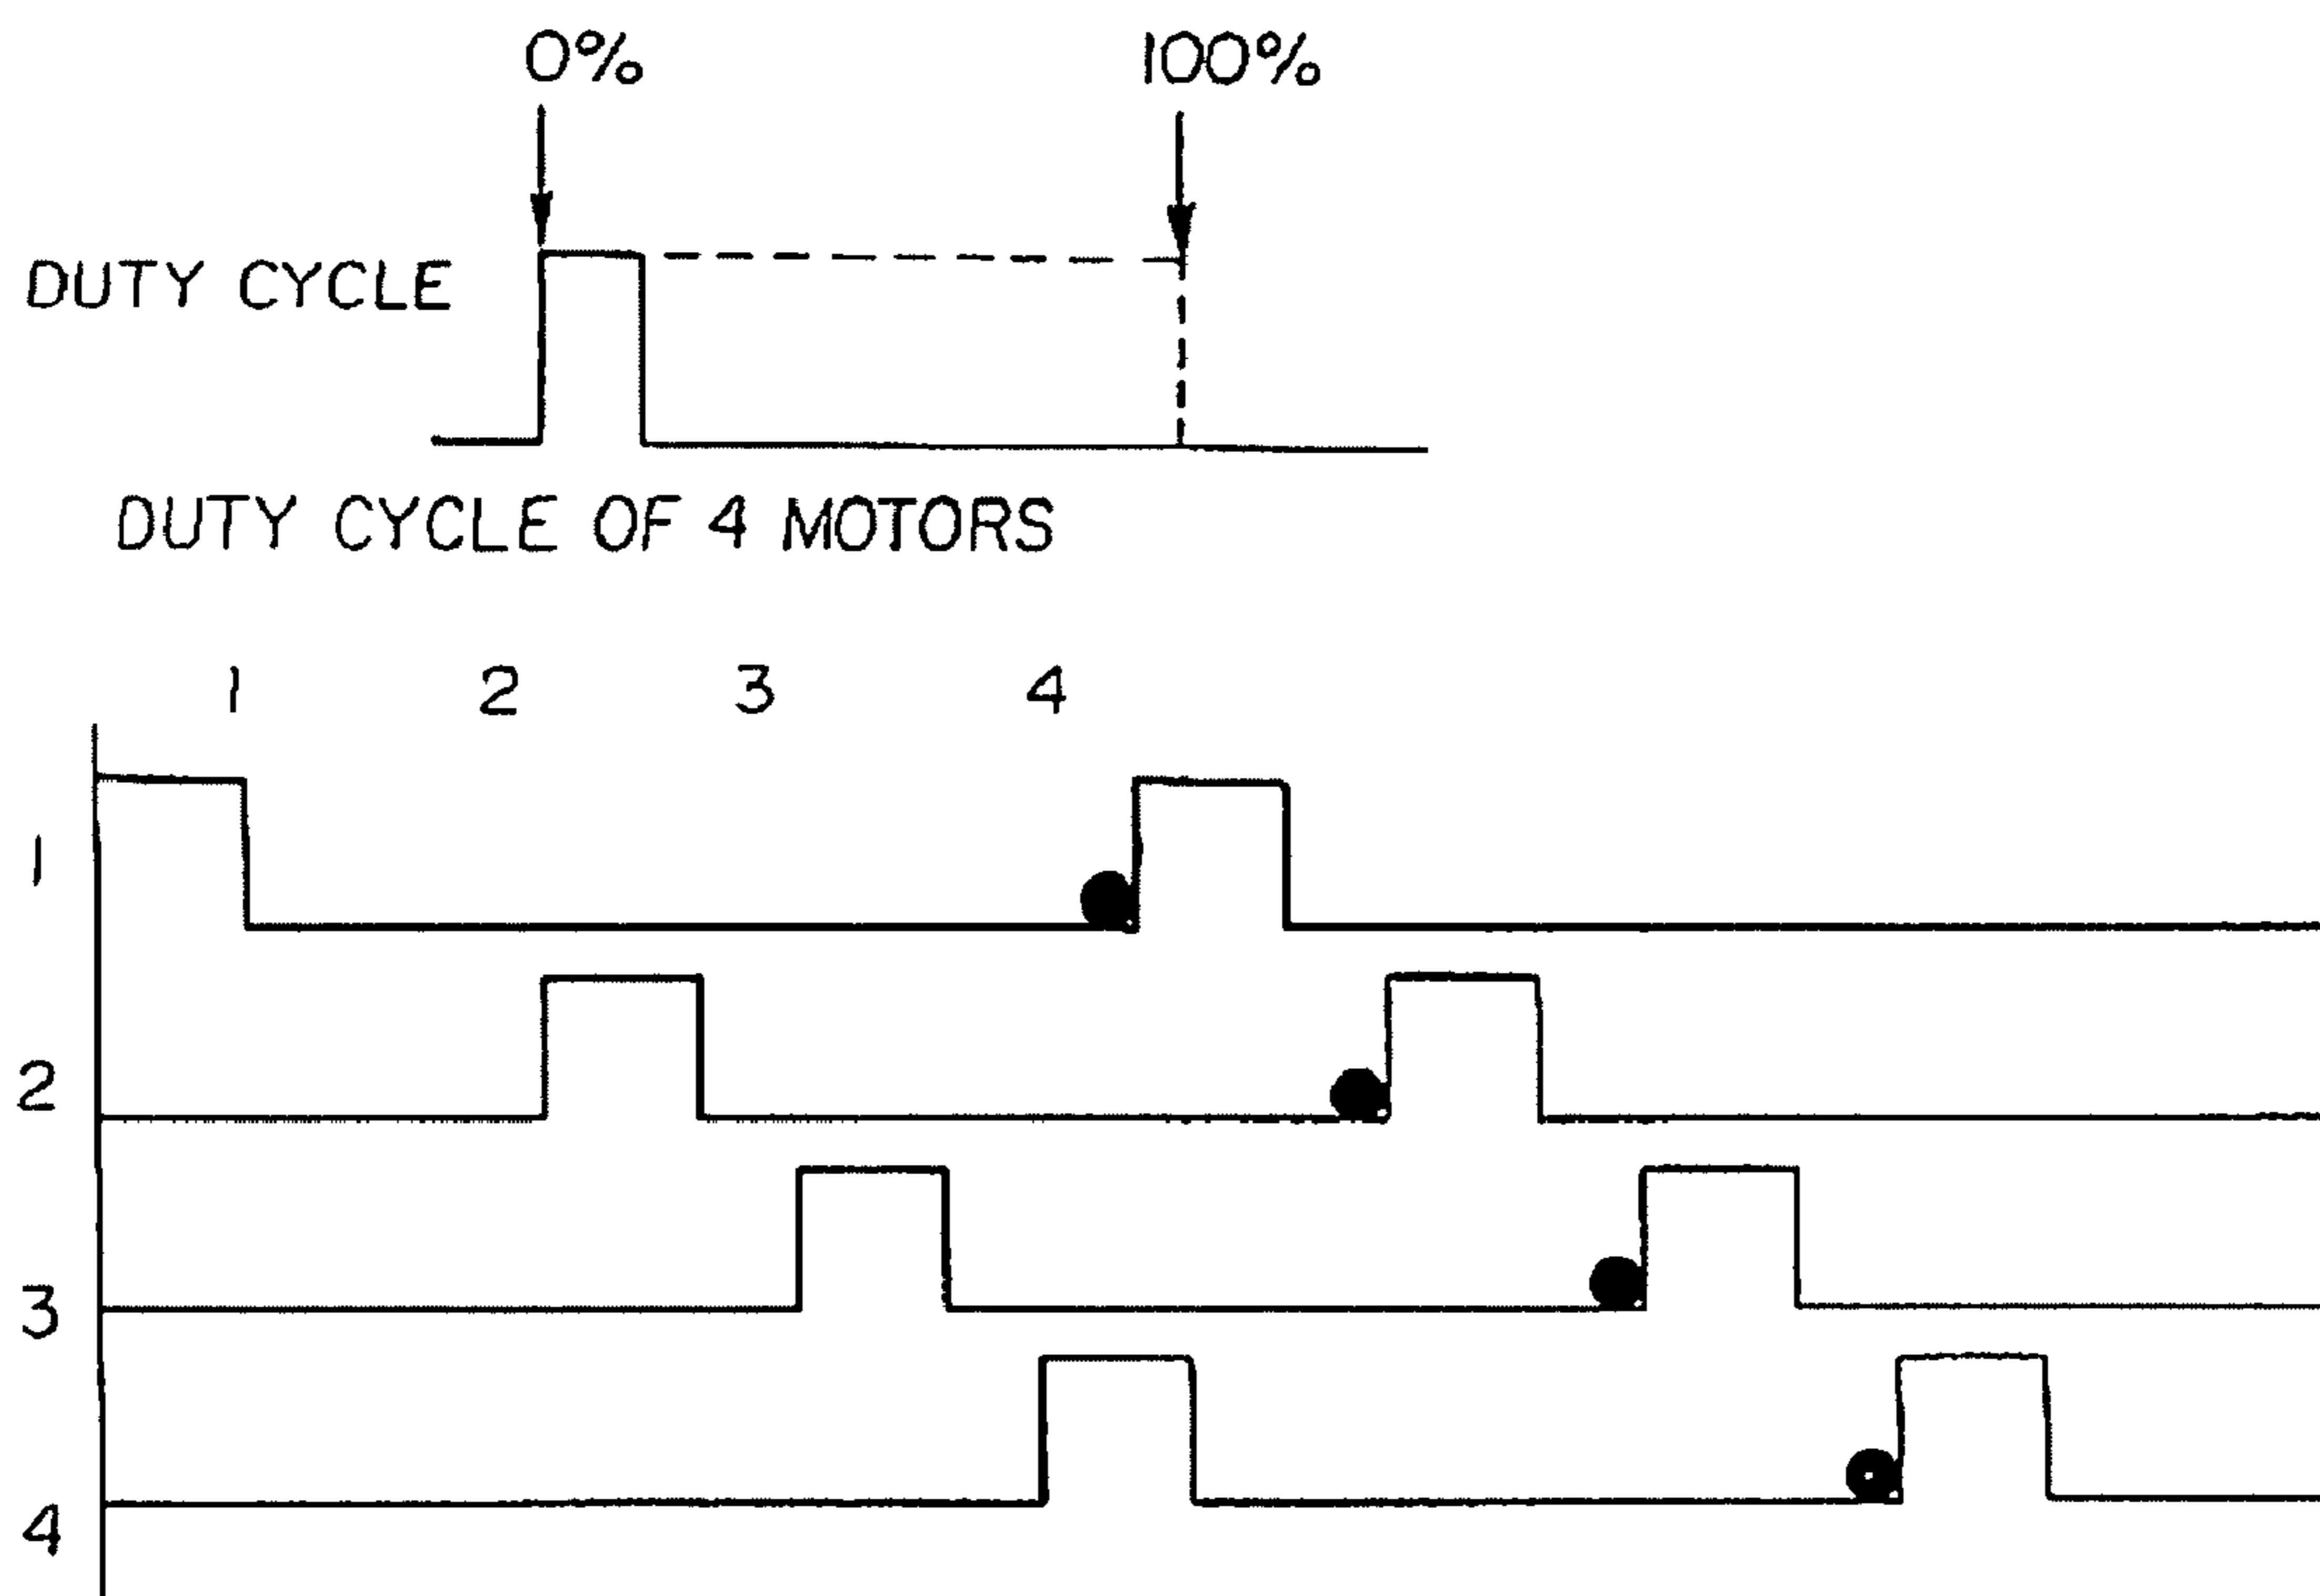 0% 100%
DUTY CYCLE
DUTY CYCLE OF 4 MOTORS
1 2 3 4
1
2
3
4